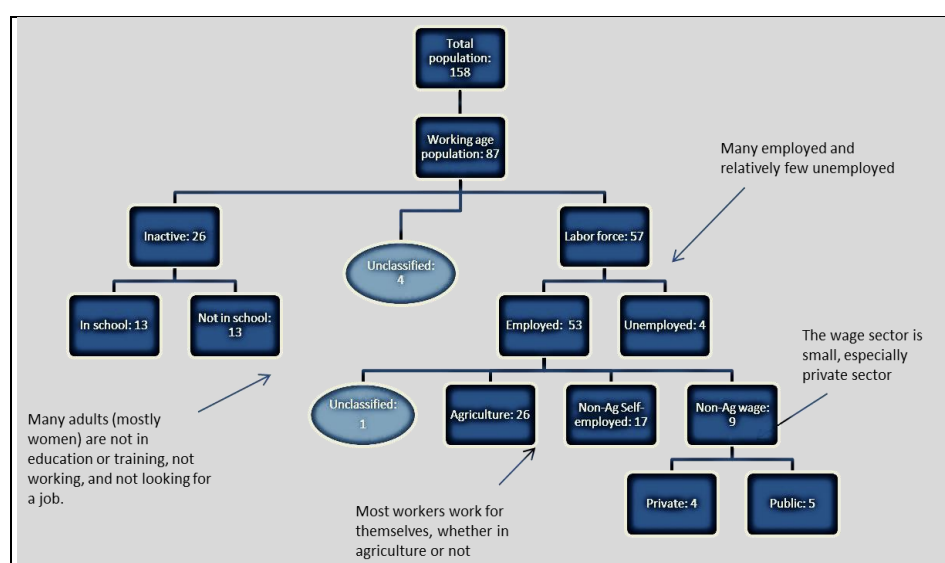 Total
population:
158
Working age
population: 87
Many employed and
relatively few unemployed
Inactive: 26
Unclassified:
4
Labor force: 57
In school: 13
Not in school:
13
Employed: 53
Unemployed: 4
The wage sector is
small, especially
private sector
Unclassified:
1
Agriculture: 26
Non-Ag Self-
employed: 17
Non-Ag wage:
9
Many adults (mostly
women) are not in
education or training, not
working, and not looking for
a job.
Private: 4
Public: 5
Most workers work for
themselves, whether in
agriculture or not